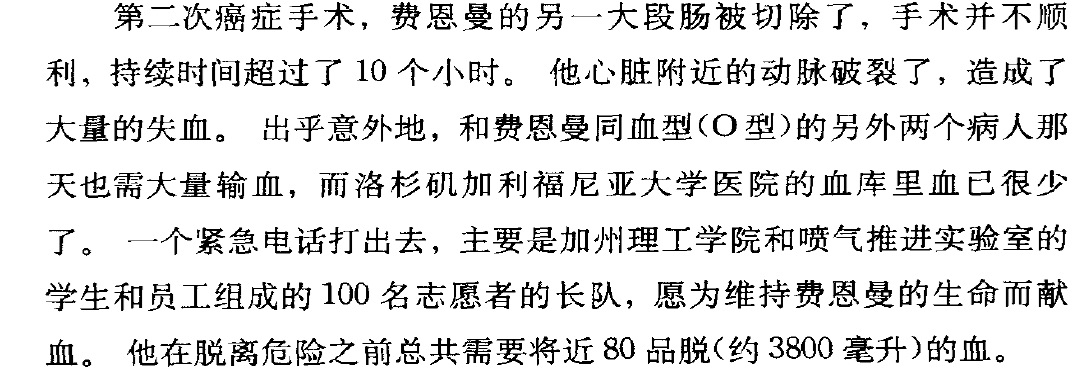 第二次癌症手术，费恩曼的另一大段肠被切除了，手术并不顺
利，持续时间超过了 10 个小时。 他心脏附近的动脉破裂了，造成了
大量的失血。 出乎意外地，和费恩曼同血型(O 型)的另外两个病人那
天也需大量输血，而洛杉矶加利福尼亚大学医院的血库里血已很少
了。 一个紧急电话打出去，主要是加州理工学院和喷气推进实验室的
学生和员工组成的 100 名志愿者的长队，愿为维持费恩曼的生命而献
血。 他在脱离危险之前总共需要将近 80 品脱(约 3800 毫升)的血。